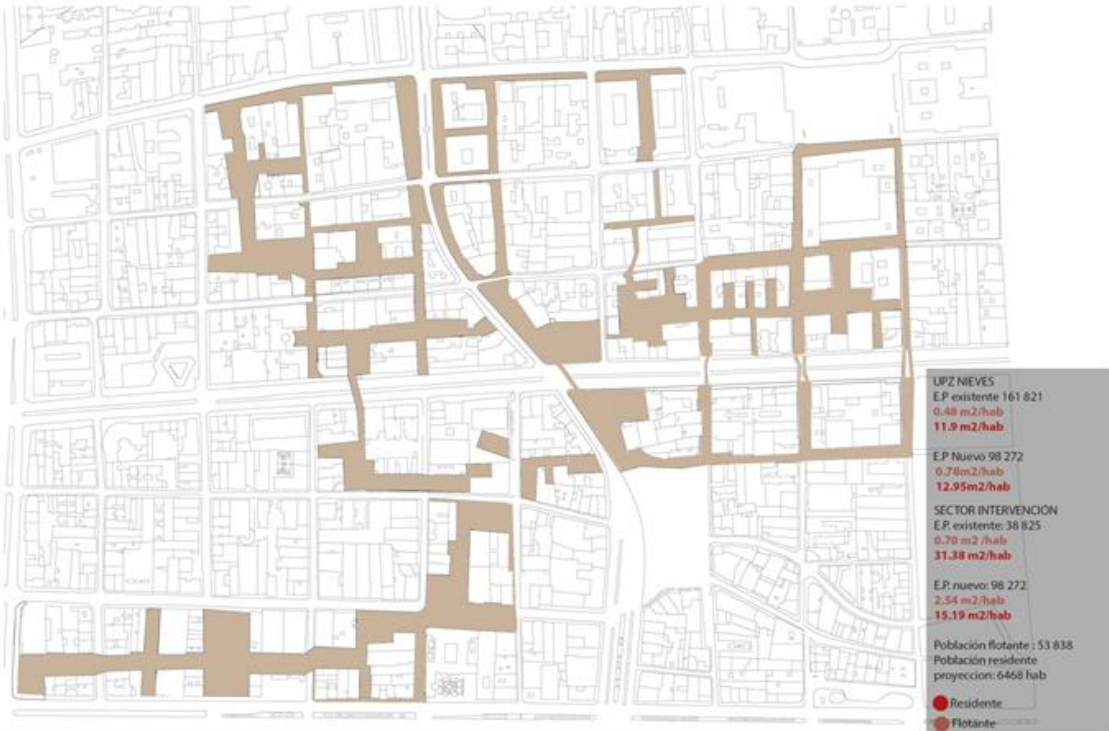 UPZ NIEVES
E.P existente 161 821
0.48 m2/hab
11.9 m2/hab
E.P Nuevo 98 272
0.78m2/hab
12.95m2/hab
SECTOR INTERVENCIÓN
E.P. existente: 38 825
0.70 m2 /hab
31.38 m2/hab
E.P. nuevo: 98 272
2.54 m2/hab
15.19 m2/hab
Población flotante : 53 838
Población residente
proyeccion: 6468 hab
Residente
Flotante